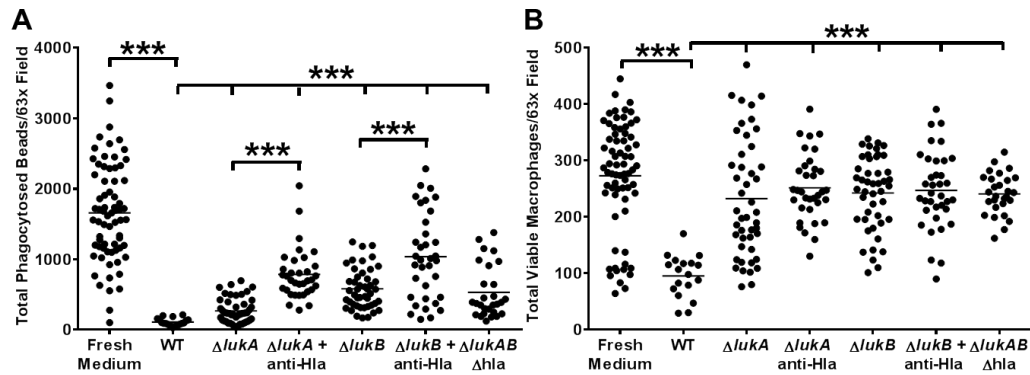 A
Total Phagocytosed Beads/63x Field
4000
3000
2000
1000
0
***
***
***
***
Fresh Medium
WT
ΔlukA
ΔlukA + anti-Hla
ΔlukB
ΔlukB + anti-Hla
ΔlukAB Δhla
B
Total Viable Macrophages/63x Field
500
400
300
200
100
0
***
***
Fresh Medium
WT
ΔlukA
ΔlukA anti-Hla
ΔlukB
ΔlukB + anti-Hla
ΔlukAB Δhla